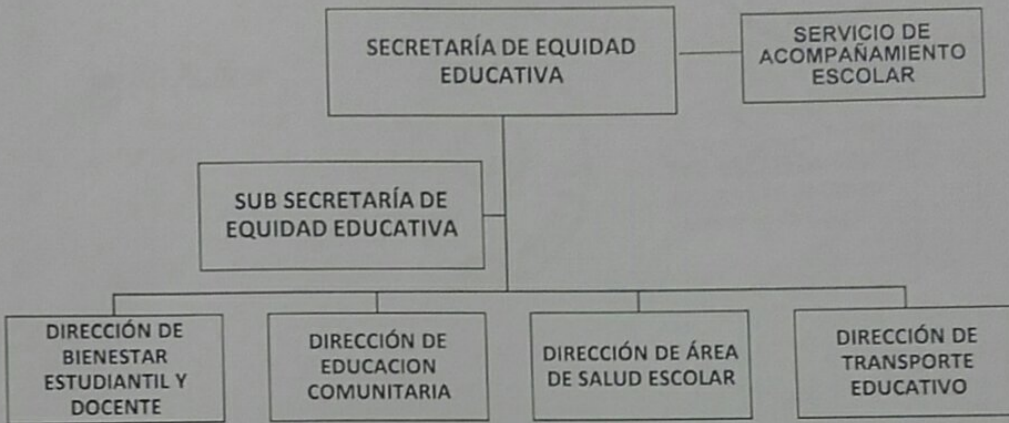 SECRETARÍA DE EQUIDAD
EDUCATIVA
SERVICIO DE
ACOMPAÑAMIENTO
ESCOLAR
SUB SECRETARÍA DE
EQUIDAD EDUCATIVA
DIRECCIÓN DE
BIENESTAR
ESTUDIANTIL Y
DOCENTE
DIRECCIÓN DE
EDUCACION
COMUNITARIA
DIRECCIÓN DE ÁREA
DE SALUD ESCOLAR
DIRECCIÓN DE
TRANSPORTE
EDUCATIVO